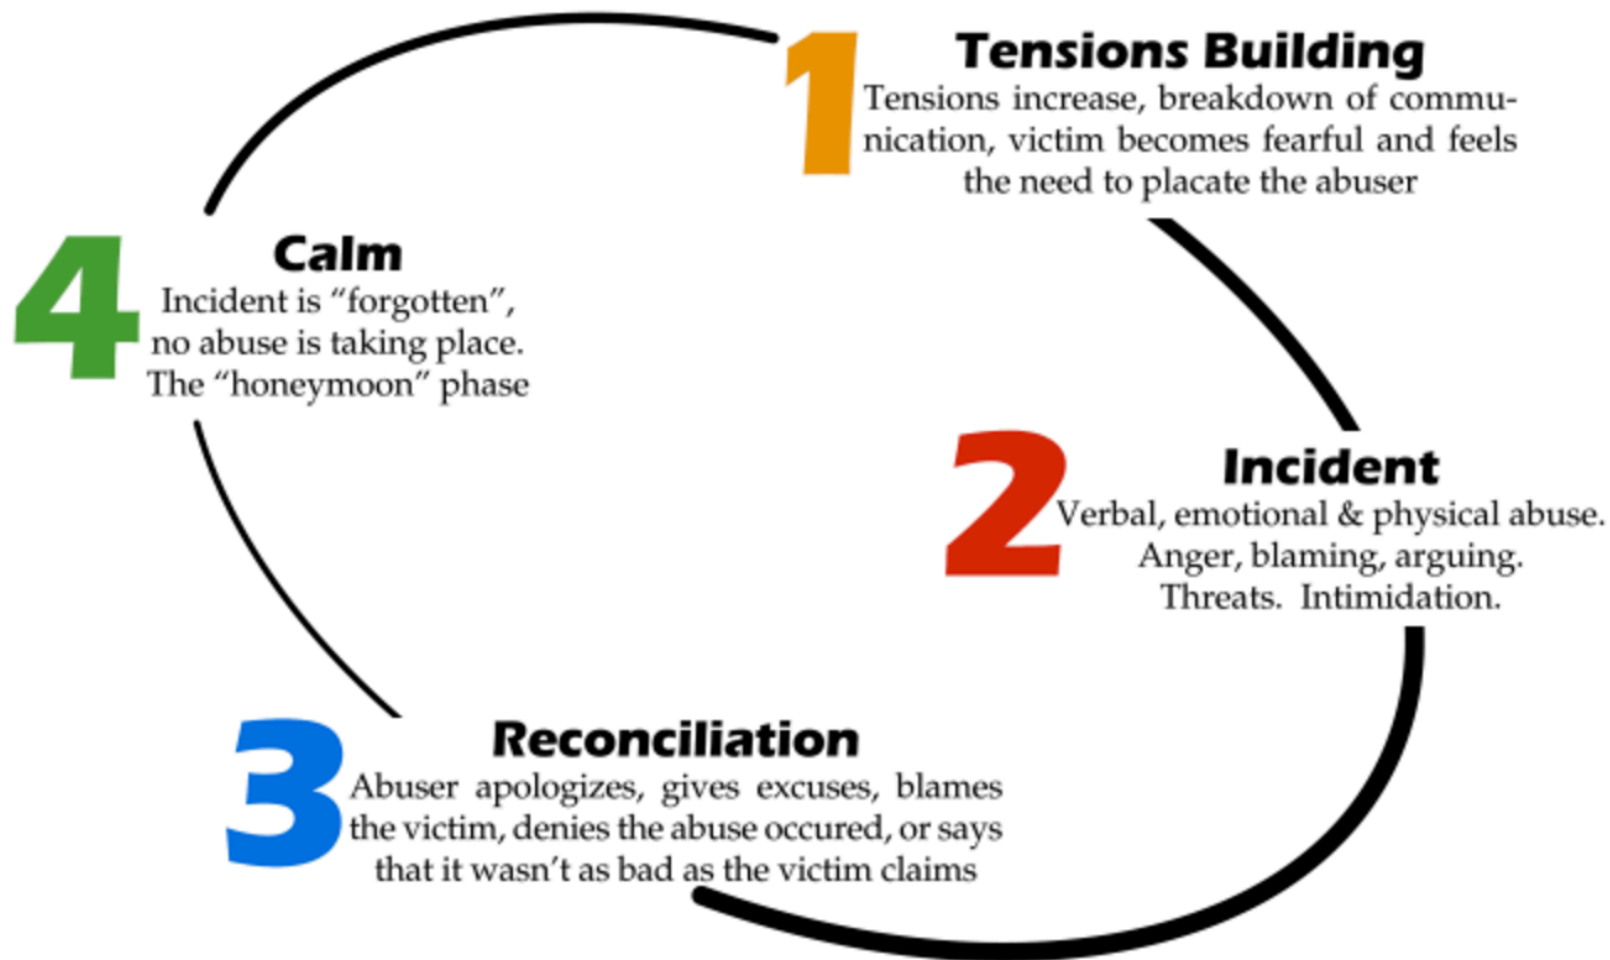 1
Tensions Building
Tensions increase, breakdown of commu-
nication, victim becomes fearful and feels
the need to placate the abuser
2
Incident
Verbal, emotional & physical abuse.
Anger, blaming, arguing.
Threats.  Intimidation.
3
Reconciliation
Abuser apologizes, gives excuses, blames
the victim, denies the abuse occured, or says
that it wasn’t as bad as the victim claims
4
Calm
Incident is “forgotten”,
no abuse is taking place.
The “honeymoon” phase